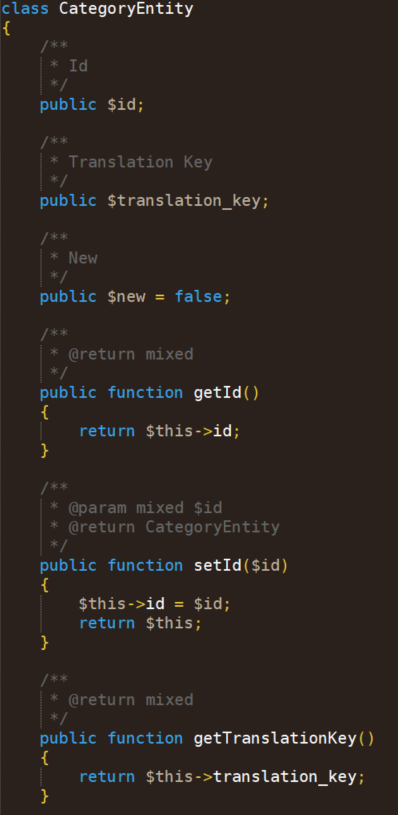 class CategoryEntity
{
    /**
     * Id
     */
    public $id;

    /**
     * Translation Key
     */
    public $translation_key;

    /**
     * New
     */
    public $new = false;

    /**
     * @return mixed
     */
    public function getId()
    {
        return $this->id;
    }

    /**
     * @param mixed $id
     * @return CategoryEntity
     */
    public function setId($id)
    {
        $this->id = $id;
        return $this;
    }

    /**
     * @return mixed
     */
    public function getTranslationKey()
    {
        return $this->translation_key;
    }